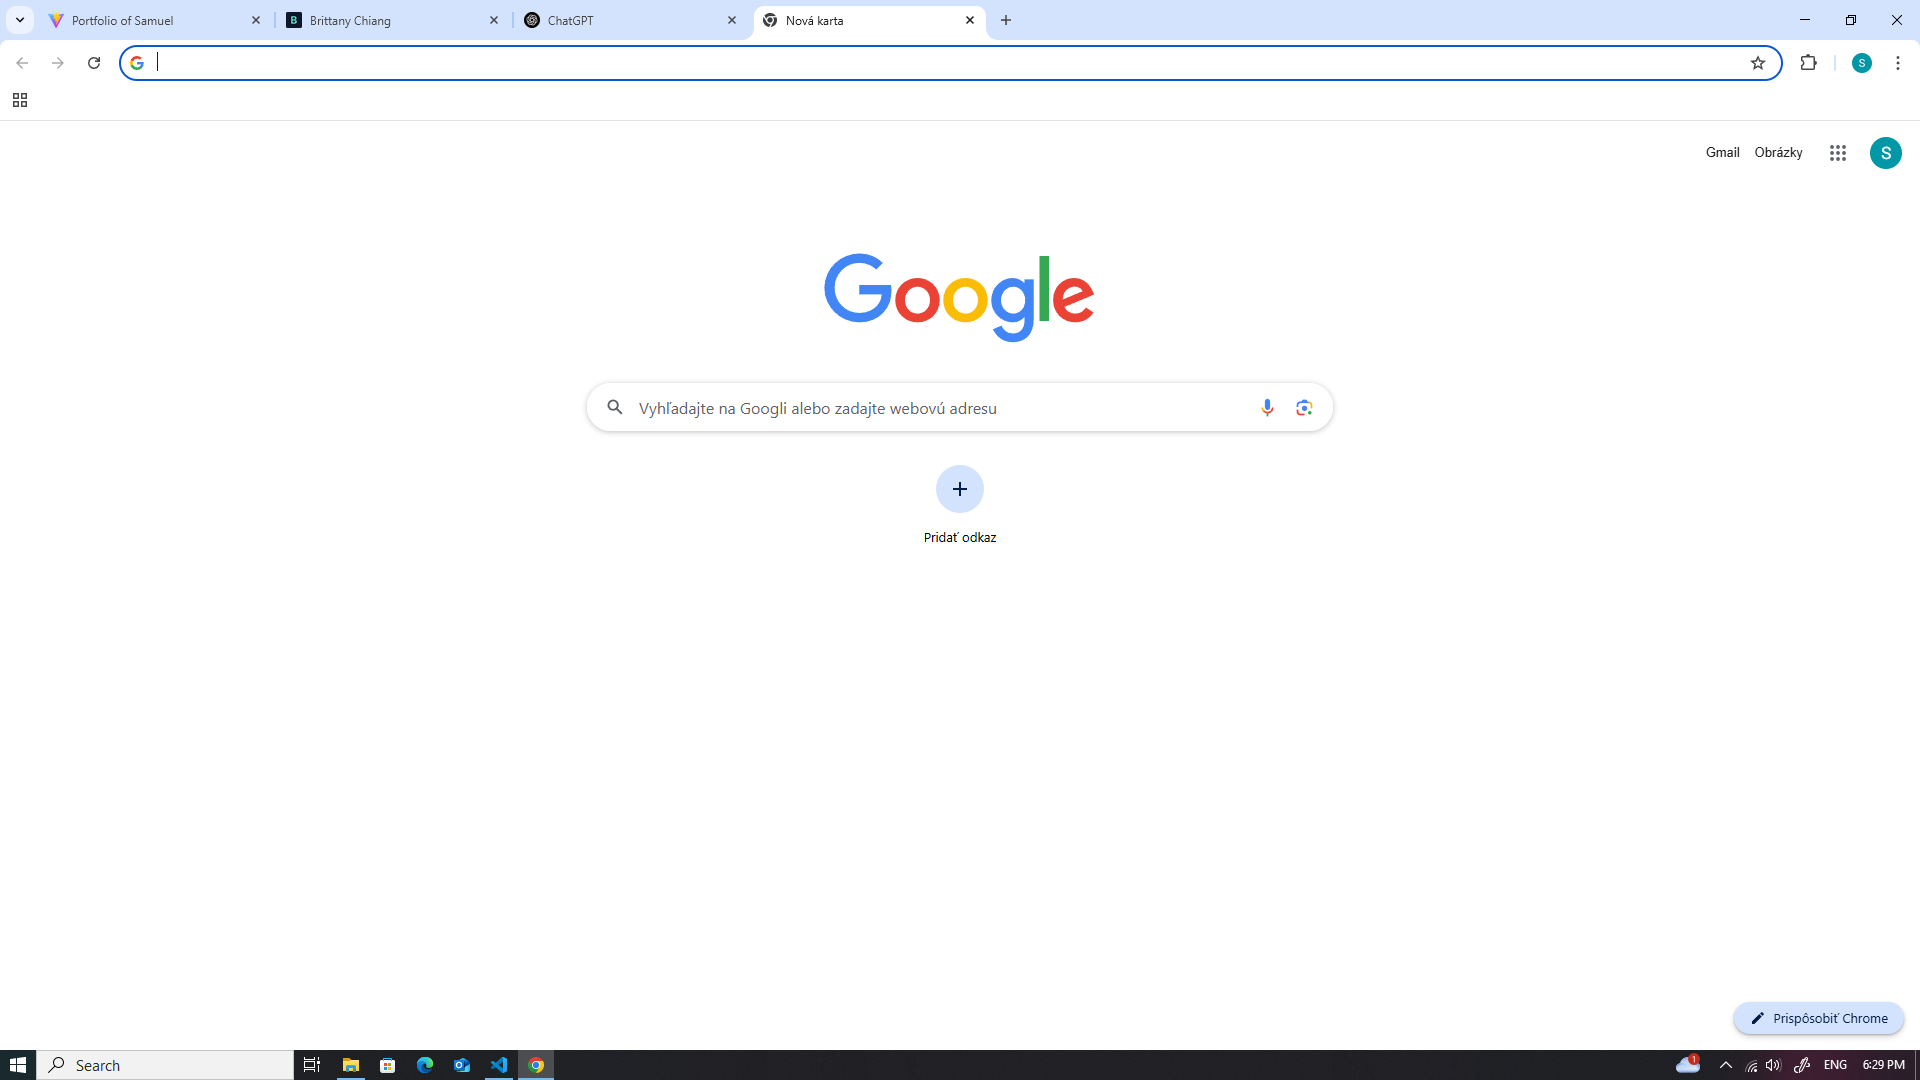 Portfolio of Samuel
B Brittany Chiang
ChatGPT
Nová karta
S
Gmail Obrázky S
Google
Vyhľadajte na Googli alebo zadajte webovú adresu
Pridať odkaz
Prispôsobiť Chrome
Search
1
ENG
6:29 PM